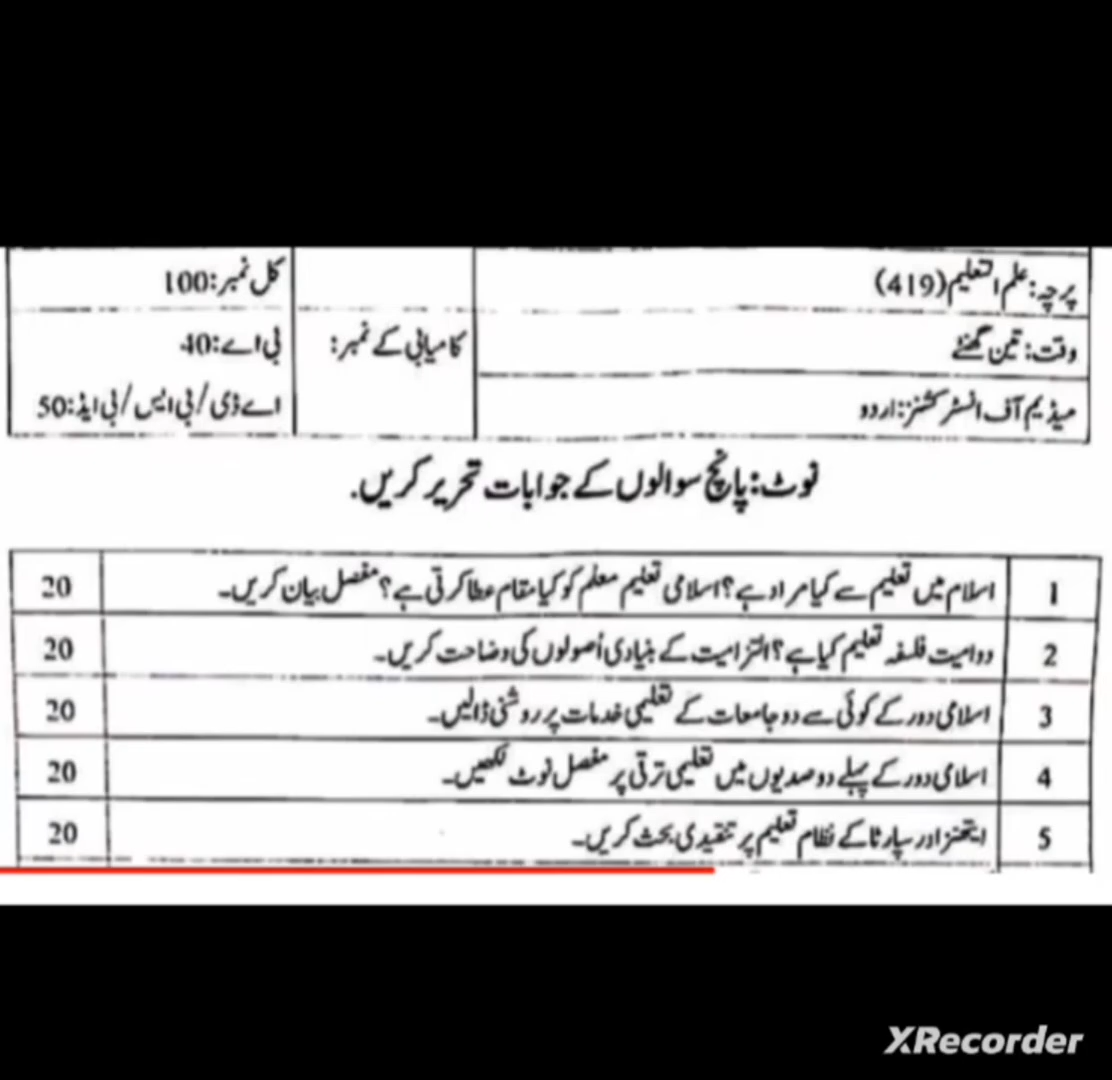 پرچہ: علم التعلیم (419)
کل نمبر: 100
وقت: تین گھنٹے
کامیابی کے نمبر:
بی اے: 40
میڈیم آف انسٹرکشنز: اردو
اے ڈی / بی ایس / بی ایڈ: 50
نوٹ: پانچ سوالوں کے جوابات تحریر کریں.
1 اسلام میں تعلیم سے کیا مراد ہے؟ اسلامی تعلیم معلم کو کیا مقام عطا کرتی ہے؟ مفصل بیان کریں۔ 20
2 دوامیت فلسفہ تعلیم کیا ہے؟ التزامیت کے بنیادی اُصولوں کی وضاحت کریں۔ 20
3 اسلامی دور کے کوئی سے دو جامعات کے تعلیمی خدمات پر روشنی ڈالیں۔ 20
4 اسلامی دور کے پہلے دو صدیوں میں تعلیمی ترقی پر مفصل نوٹ لکھیں۔ 20
5 ایتھنز اور سپارٹا کے نظام تعلیم پر تنقیدی بحث کریں۔ 20
XRecorder